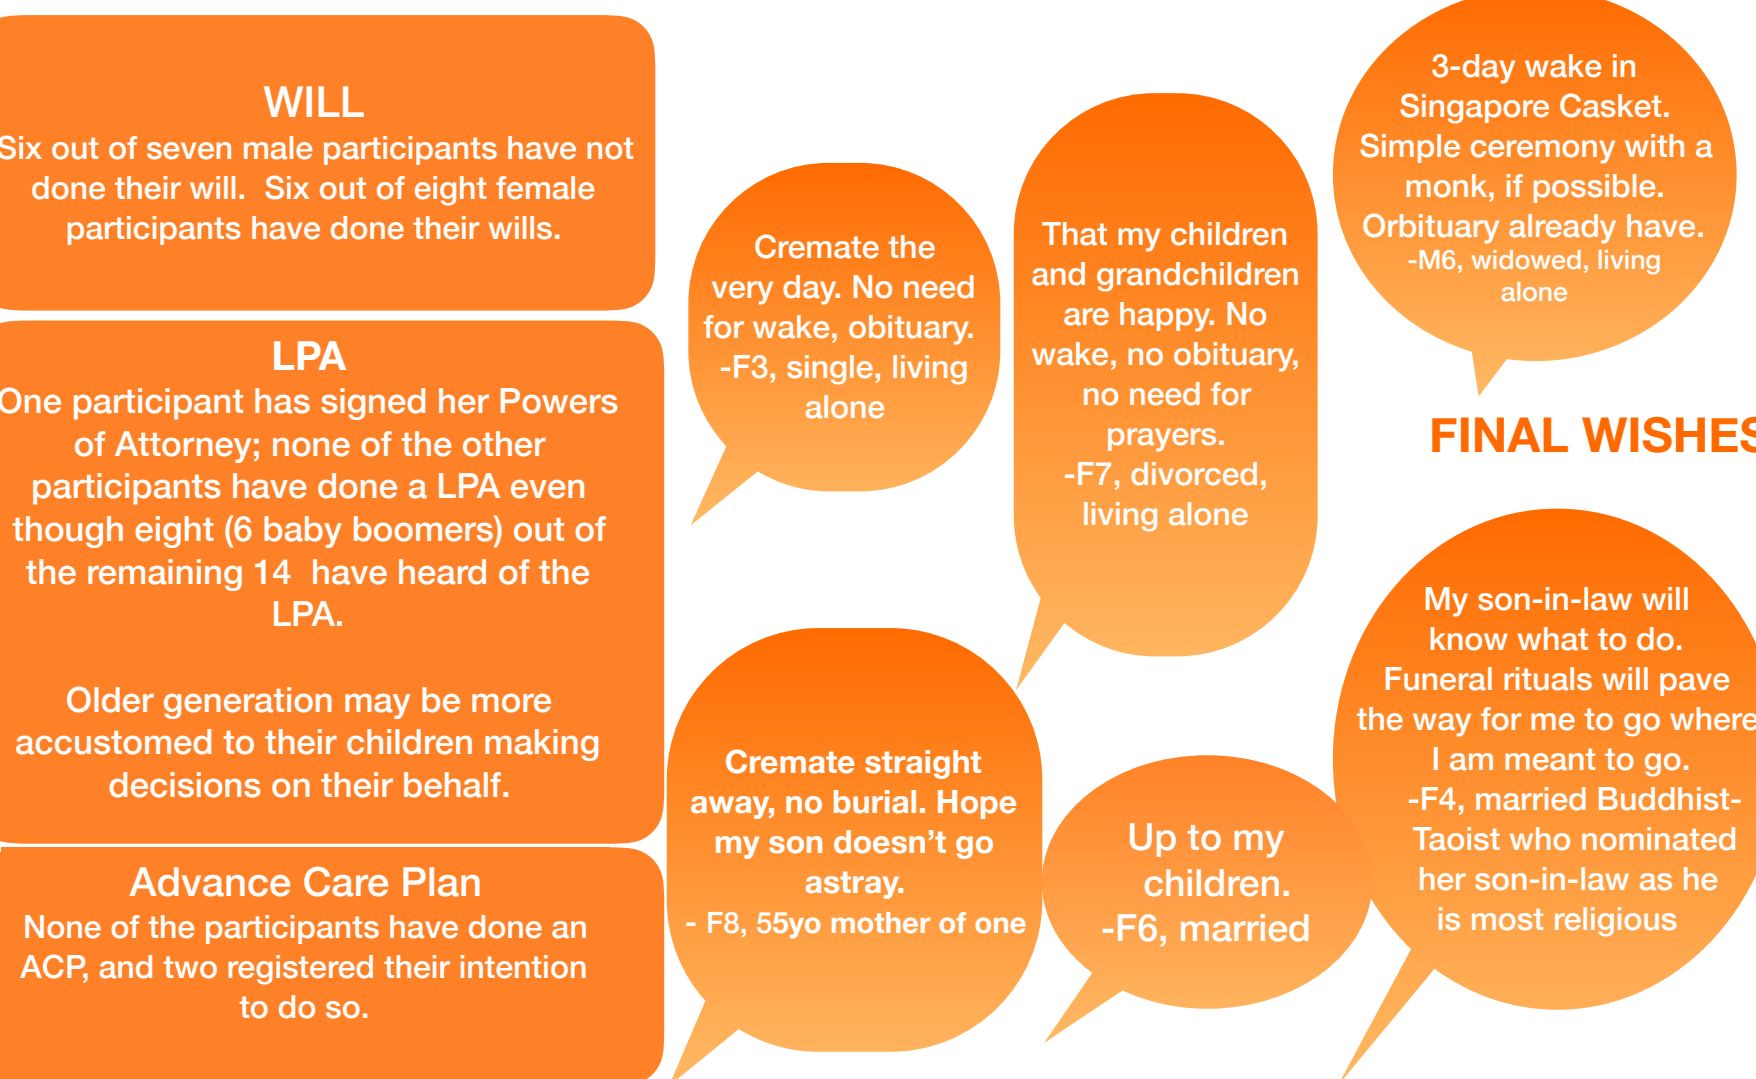 WILL
Six out of seven male participants have not
done their will. Six out of eight female
participants have done their wills.
LPA
One participant has signed her Powers
of Attorney; none of the other
participants have done a LPA even
though eight (6 baby boomers) out of
the remaining 14 have heard of the
LPA.
Older generation may be more
accustomed to their children making
decisions on their behalf.
Advance Care Plan
None of the participants have done an
ACP, and two registered their intention
to do so.
Cremate the
very day. No need
for wake, obituary.
-F3, single, living
alone
That my children
and grandchildren
are happy. No
wake, no obituary,
no need for
prayers.
-F7, divorced,
living alone
3-day wake in
Singapore Casket.
Simple ceremony with a
monk, if possible.
Orbituary already have.
-M6, widowed, living
alone
FINAL WISHES
Cremate straight
away, no burial. Hope
my son doesn't go
astray.
- F8, 55yo mother of one
Up to my
children.
-F6, married
My son-in-law will
know what to do.
Funeral rituals will pave
the way for me to go where
I am meant to go.
-F4, married Buddhist-
Taoist who nominated
her son-in-law as he
is most religious